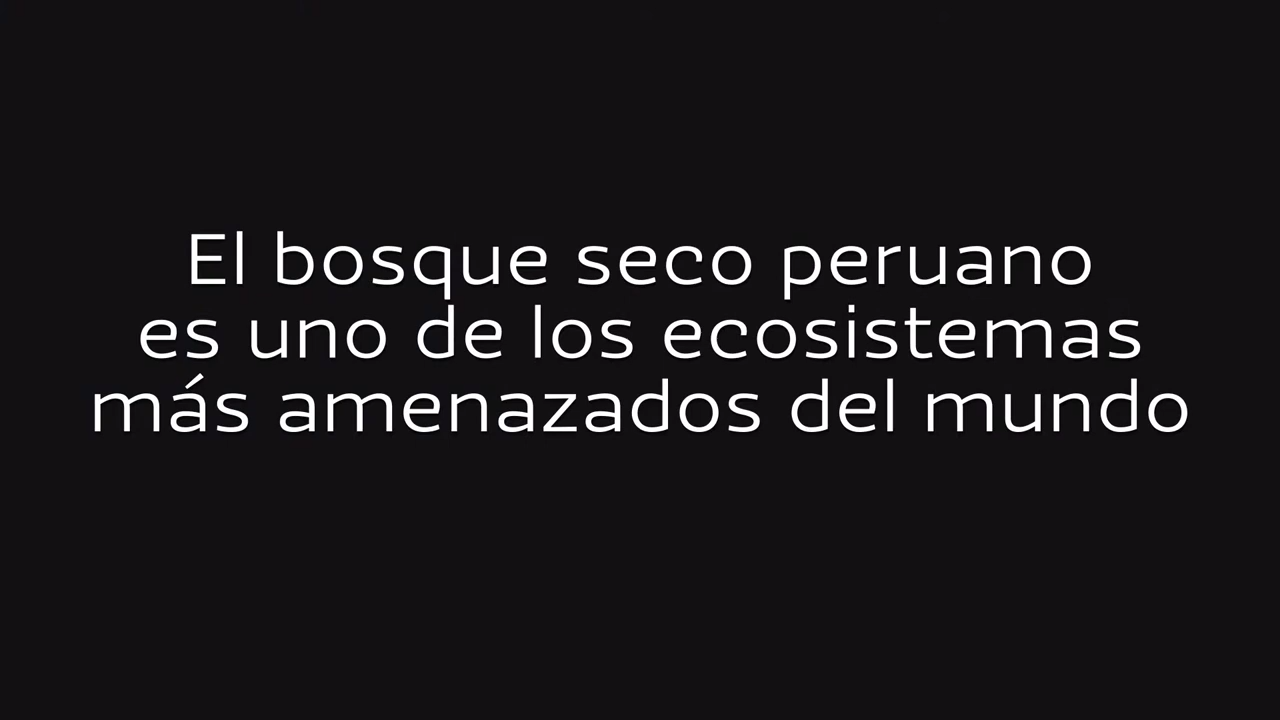 El bosque seco peruano
es uno de los ecosistemas
más amenazados del mundo